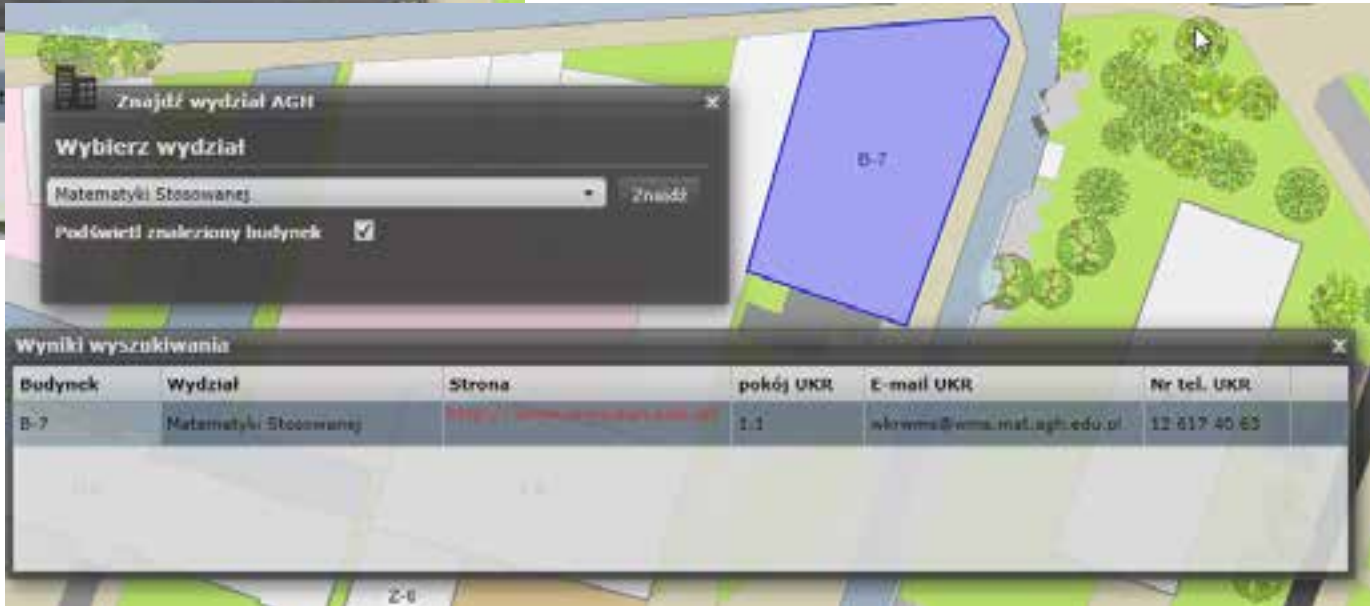 Znajdź wydział AGH
Wybierz wydział
Matematyki Stosowanej
Znajdź
Podświetl znaleziony budynek
B-7
Wyniki wyszukiwania
Budynek Wydział Strona pokój UKR E-mail UKR Nr tel. UKR
B-7 Matematyki Stosowanej 1.1 wkrwms@wms.mat.agh.edu.pl 12 617 40 63
Z-6